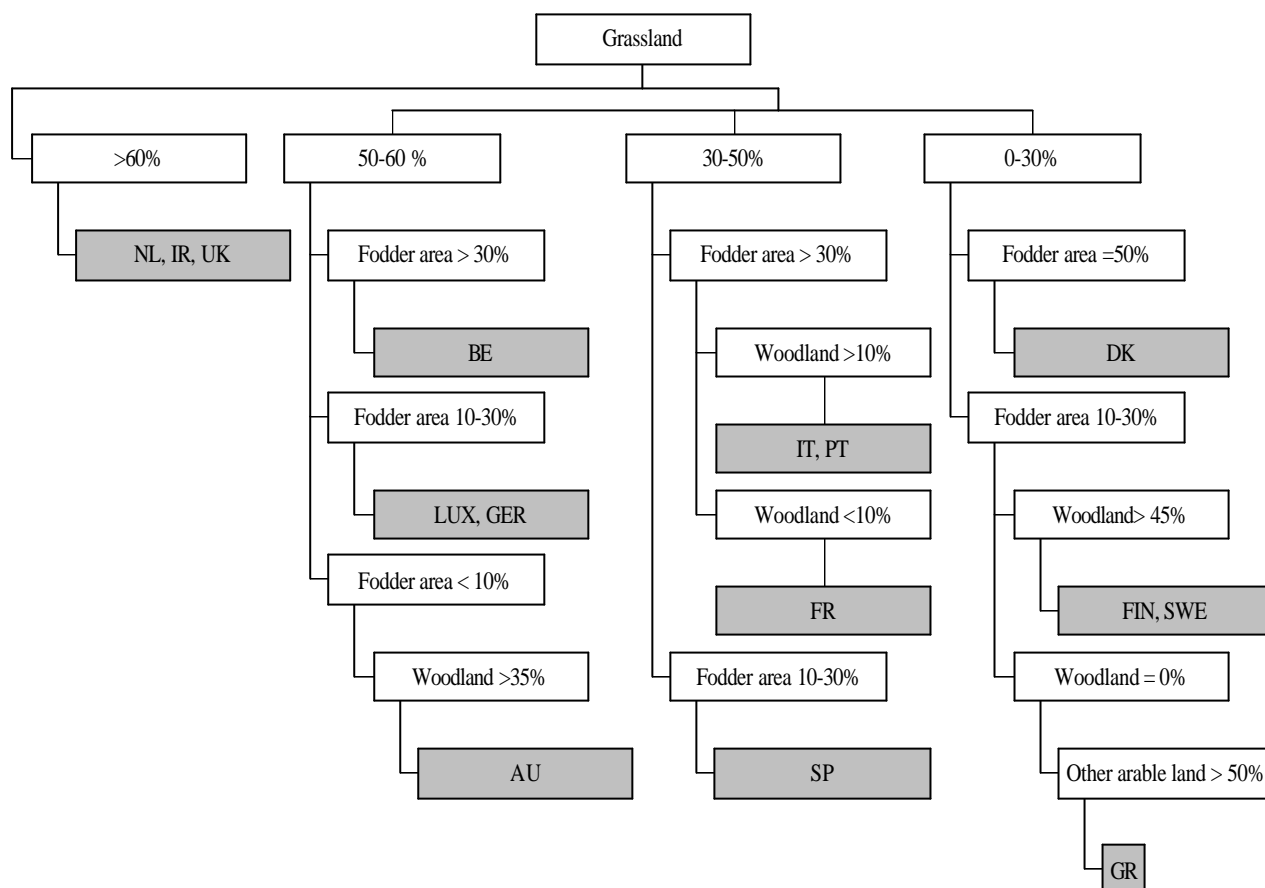 Grassland
>60%
50-60 %
30-50%
0-30%
NL, IR, UK
Fodder area > 30%
Fodder area > 30%
Fodder area =50%
BE
Woodland >10%
DK
Fodder area 10-30%
Fodder area 10-30%
IT, PT
LUX, GER
Woodland <10%
Woodland> 45%
Fodder area < 10%
FR
FIN, SWE
Woodland >35%
Fodder area 10-30%
Woodland = 0%
AU
SP
Other arable land > 50%
GR